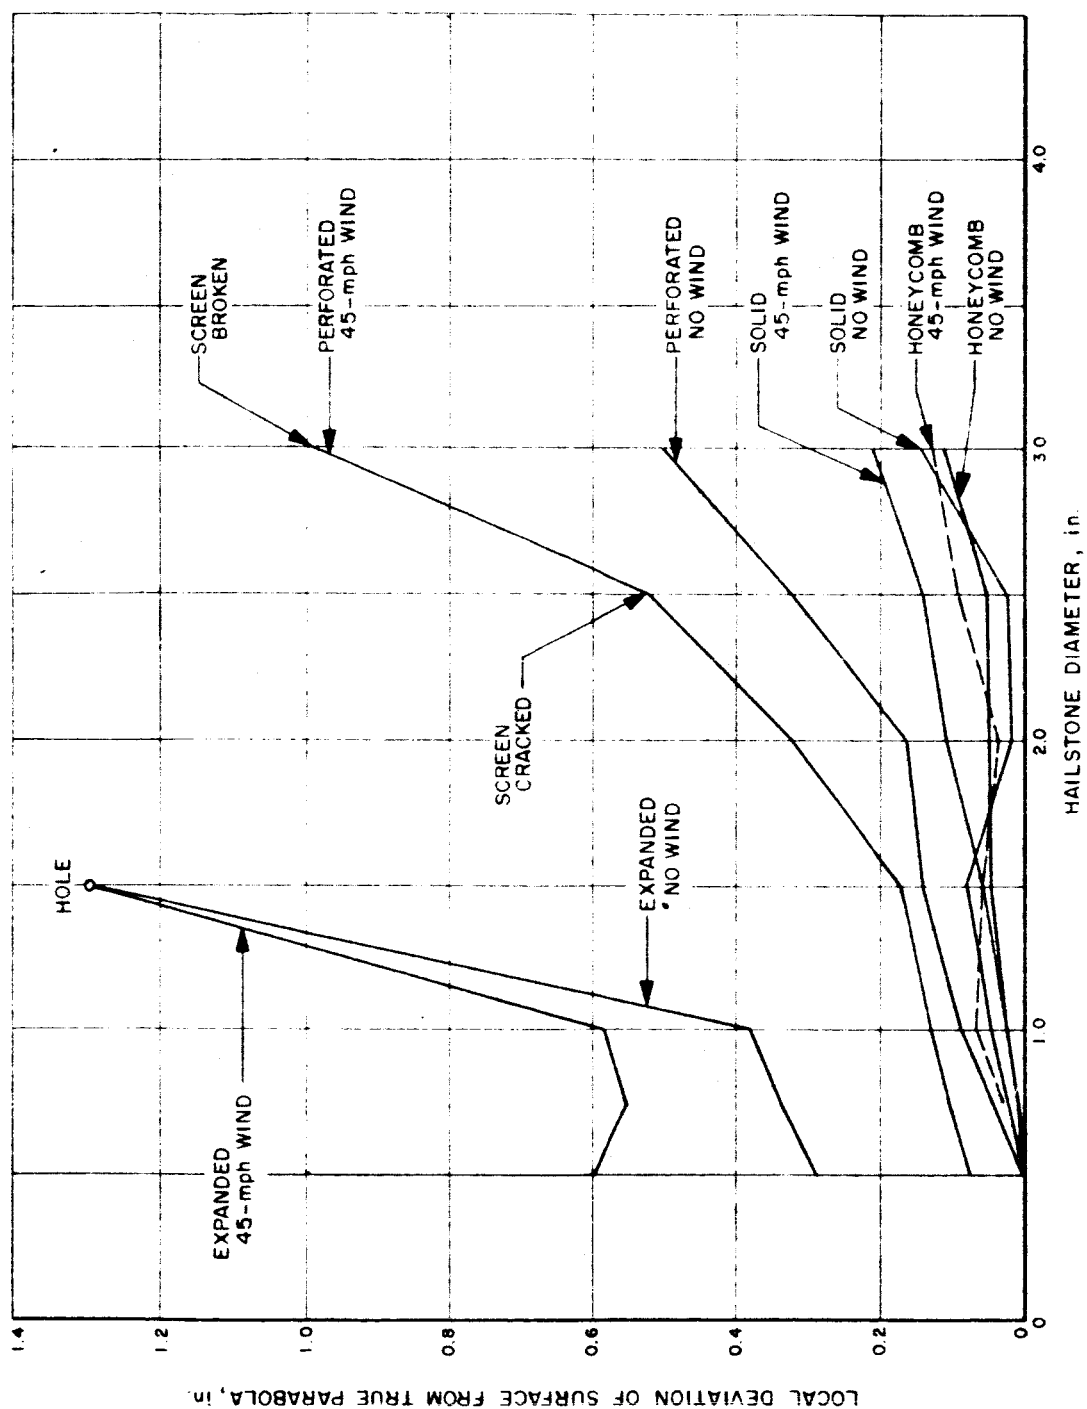 HOLE
EXPANDED
45-mph WIND
EXPANDED
NO WIND
SCREEN
CRACKED
SCREEN
BROKEN
PERFORATED
45-mph WIND
PERFORATED
NO WIND
SOLID
45-mph WIND
SOLID
NO WIND
HONEYCOMB
45-mph WIND
HONEYCOMB
NO WIND
LOCAL DEVIATION OF SURFACE FROM TRUE PARABOLA, in.
1.4
1.2
1.0
0.8
0.6
0.4
0.2
0
0
1.0
2.0
3.0
4.0
HAILSTONE DIAMETER, in.